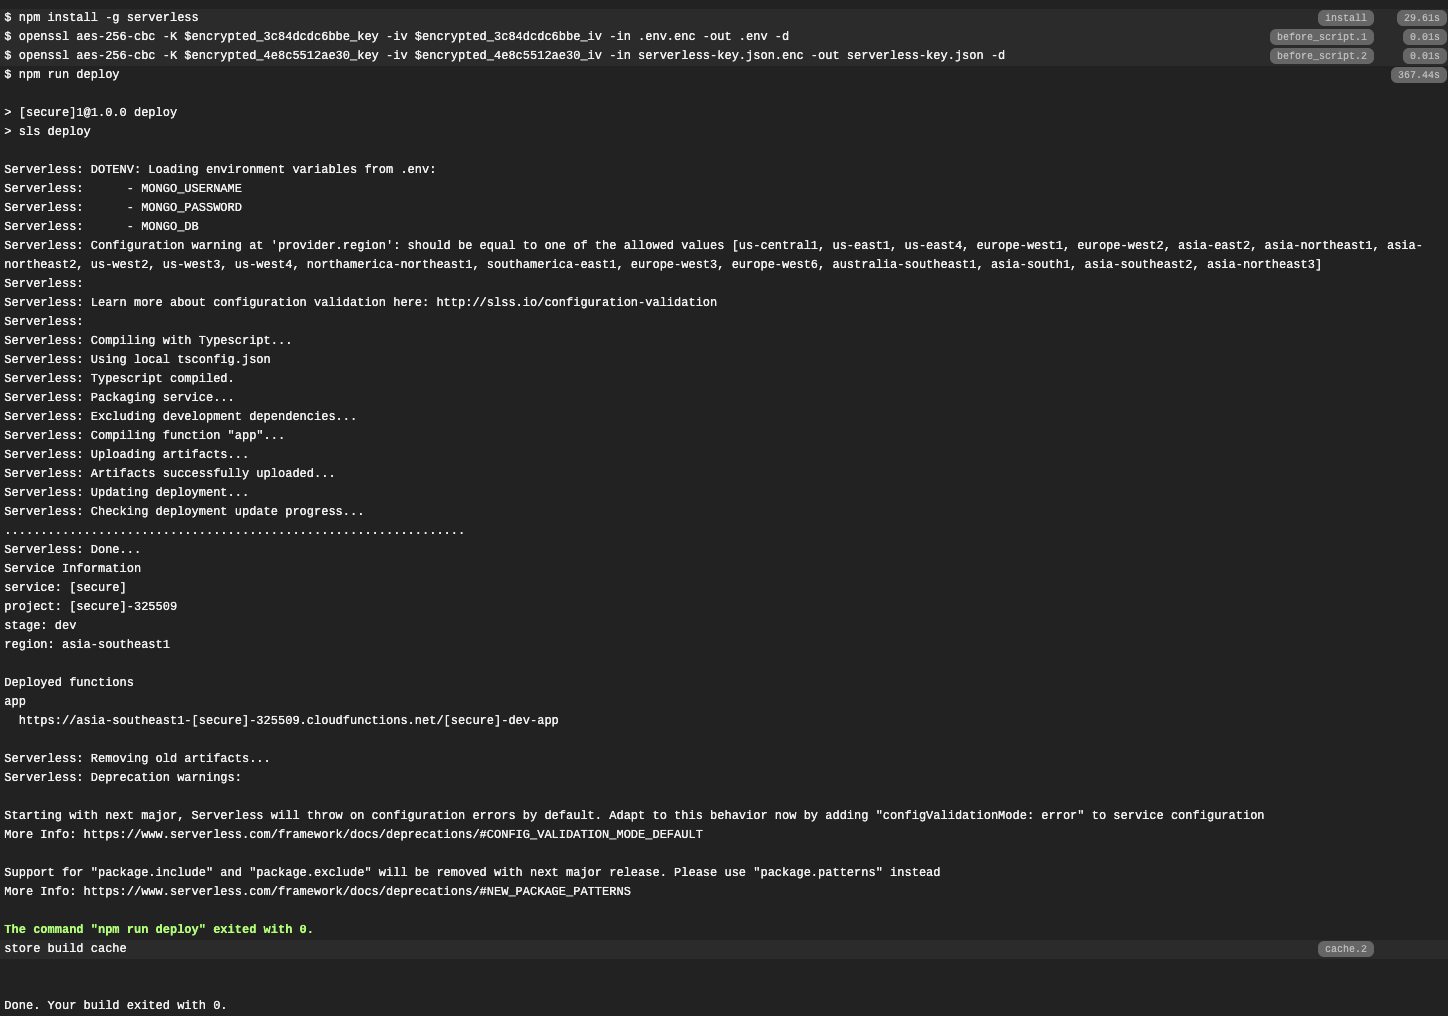 $ npm install -g serverless install 29.61s
$ openssl aes-256-cbc -K $encrypted_3c84dcdc6bbe_key -iv $encrypted_3c84dcdc6bbe_iv -in .env.enc -out .env -d before_script.1 0.01s
$ openssl aes-256-cbc -K $encrypted_4e8c5512ae30_key -iv $encrypted_4e8c5512ae30_iv -in serverless-key.json.enc -out serverless-key.json -d before_script.2 0.01s
$ npm run deploy 367.44s
> [secure]1@1.0.0 deploy
> sls deploy
Serverless: DOTENV: Loading environment variables from .env:
Serverless:      - MONGO_USERNAME
Serverless:      - MONGO_PASSWORD
Serverless:      - MONGO_DB
Serverless: Configuration warning at 'provider.region': should be equal to one of the allowed values [us-central1, us-east1, us-east4, europe-west1, europe-west2, asia-east2, asia-northeast1, asia-
northeast2, us-west2, us-west3, us-west4, northamerica-northeast1, southamerica-east1, europe-west3, europe-west6, australia-southeast1, asia-south1, asia-southeast2, asia-northeast3]
Serverless:
Serverless: Learn more about configuration validation here: http://slss.io/configuration-validation
Serverless:
Serverless: Compiling with Typescript...
Serverless: Using local tsconfig.json
Serverless: Typescript compiled.
Serverless: Packaging service...
Serverless: Excluding development dependencies...
Serverless: Compiling function "app"...
Serverless: Uploading artifacts...
Serverless: Artifacts successfully uploaded...
Serverless: Updating deployment...
Serverless: Checking deployment update progress...
................................................................
Serverless: Done...
Service Information
service: [secure]
project: [secure]-325509
stage: dev
region: asia-southeast1
Deployed functions
app
  https://asia-southeast1-[secure]-325509.cloudfunctions.net/[secure]-dev-app
Serverless: Removing old artifacts...
Serverless: Deprecation warnings:
Starting with next major, Serverless will throw on configuration errors by default. Adapt to this behavior now by adding "configValidationMode: error" to service configuration
More Info: https://www.serverless.com/framework/docs/deprecations/#CONFIG_VALIDATION_MODE_DEFAULT
Support for "package.include" and "package.exclude" will be removed with next major release. Please use "package.patterns" instead
More Info: https://www.serverless.com/framework/docs/deprecations/#NEW_PACKAGE_PATTERNS
The command "npm run deploy" exited with 0.
store build cache cache.2
Done. Your build exited with 0.